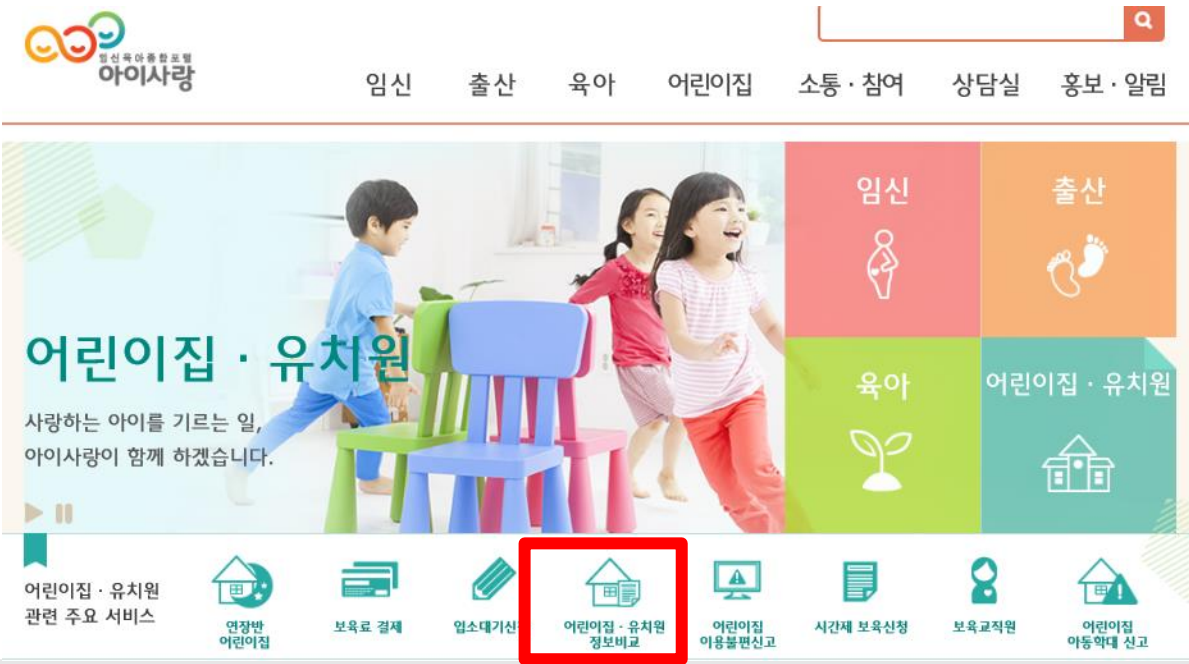 임신육아종합포털
아이사랑
임신 출산 육아 어린이집 소통 · 참여 상담실 홍보 · 알림
임신
출산
어린이집 · 유치원
사랑하는 아이를 기르는 일,
아이사랑이 함께 하겠습니다.
육아
어린이집 · 유치원
어린이집 · 유치원
관련 주요 서비스
연장반
어린이집
보육료 결제
입소대기신
어린이집 · 유치원
정보비교
어린이집
이용불편신고
시간제 보육신청
보육교직원
어린이집
아동학대 신고